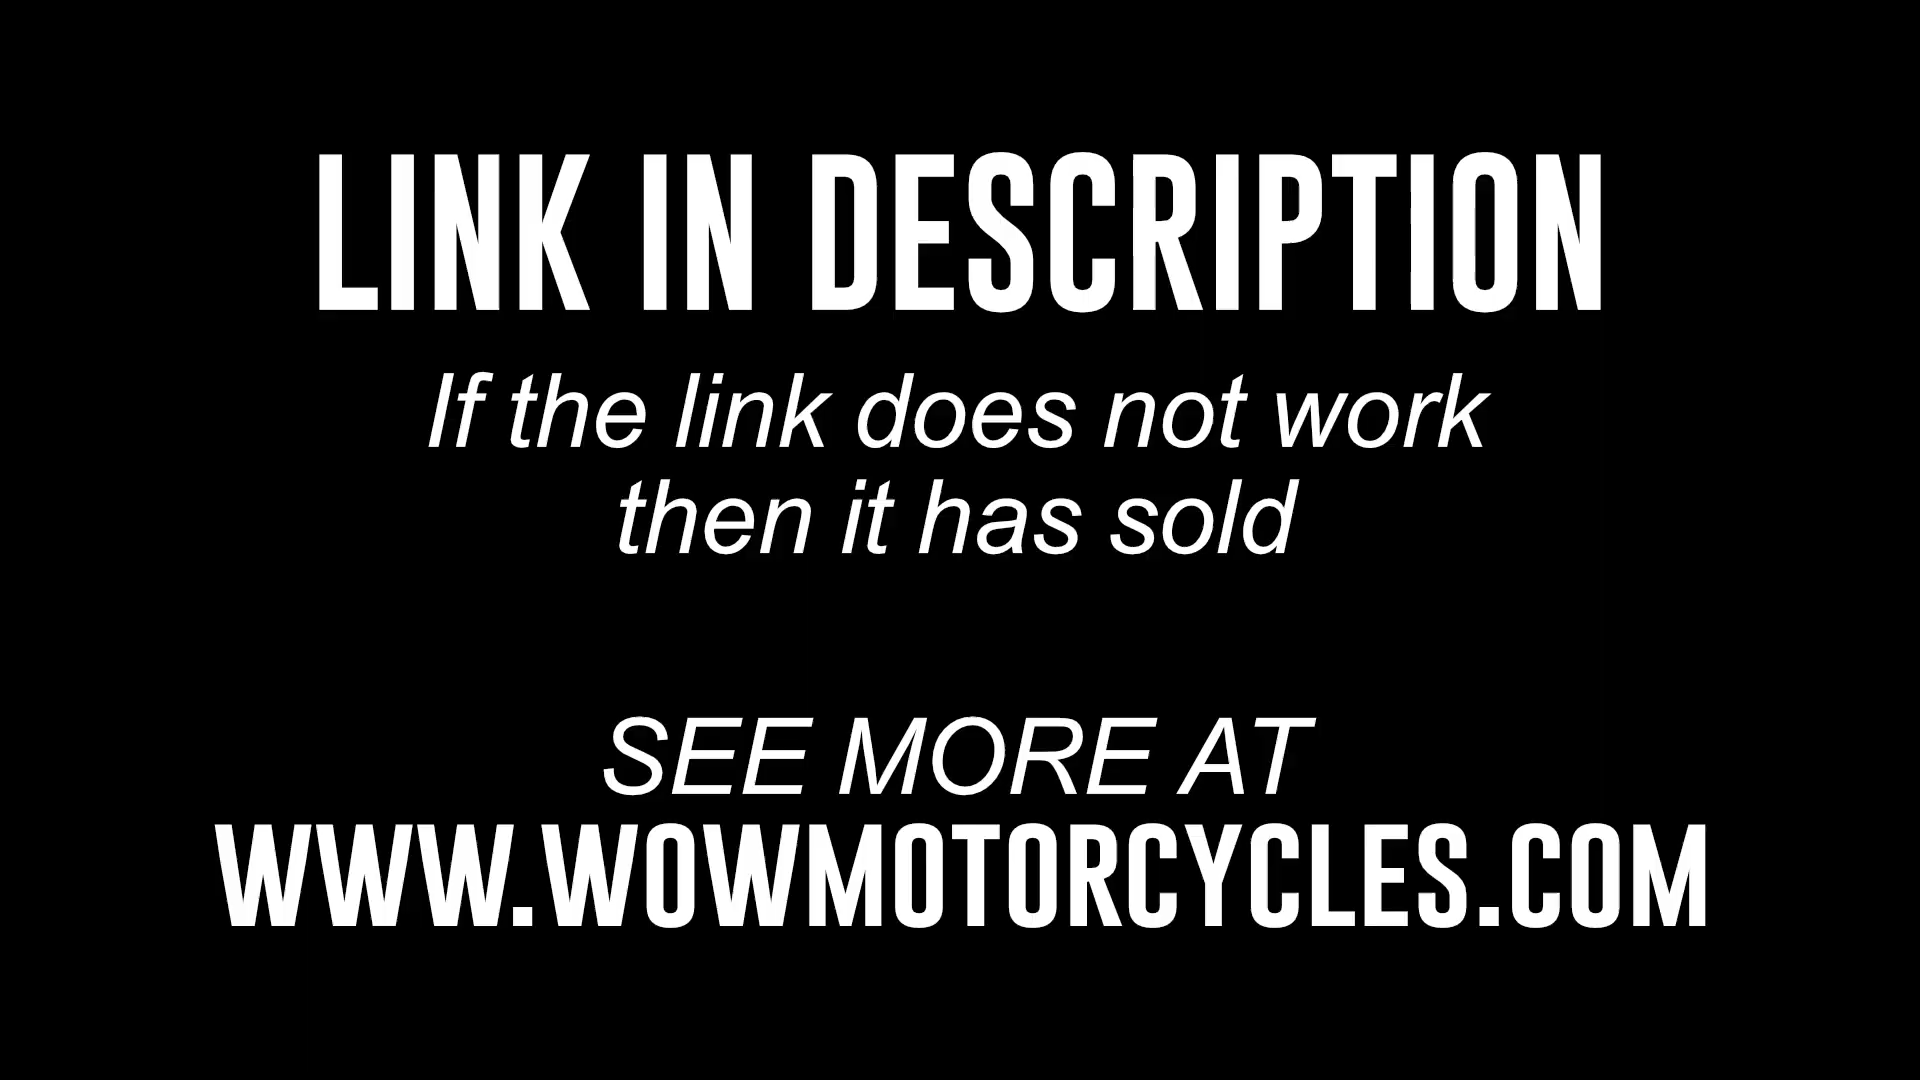 LINK IN DESCRIPTION
If the link does not work
then it has sold
SEE MORE AT
WWW.WOWMOTORCYCLES.COM